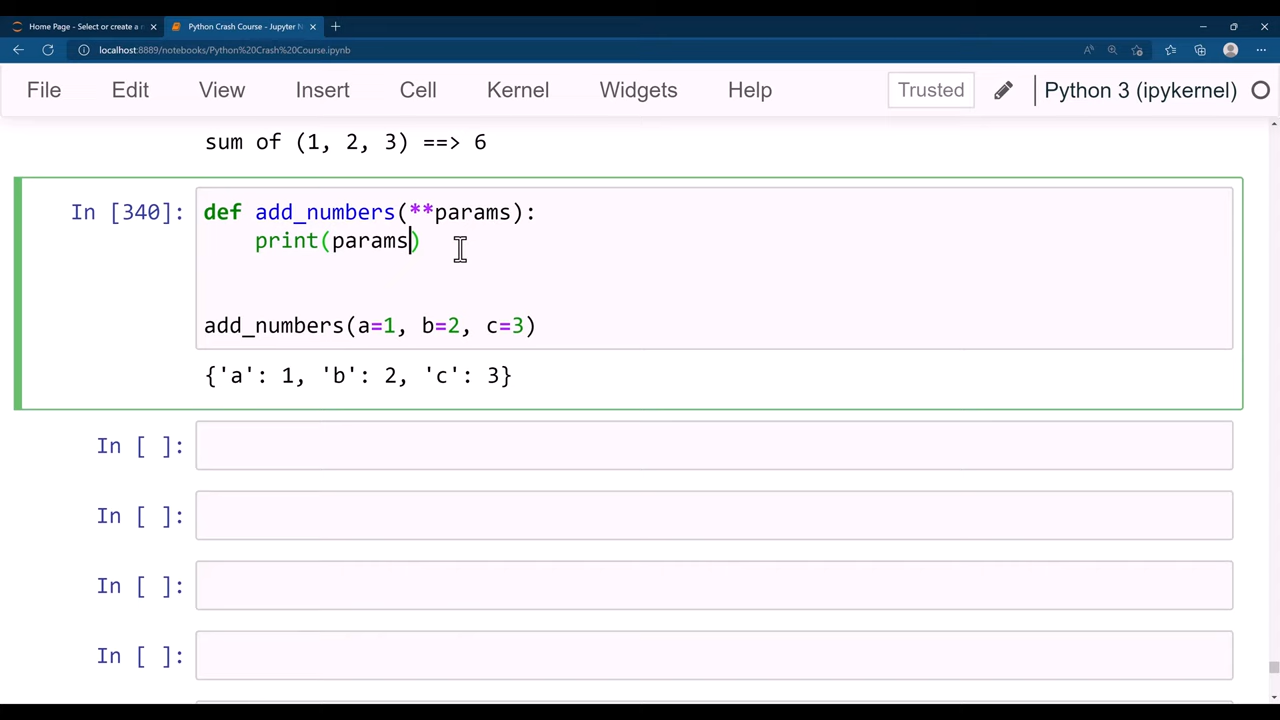 Home Page - Select or create a n
Python Crash Course - Jupyter N
localhost:8889/notebooks/Python%20Crash%20Course.ipynb
File Edit View Insert Cell Kernel Widgets Help Trusted Python 3 (ipykernel)
sum of (1, 2, 3) ==> 6
In [340]: def add_numbers(**params):
print(params)
add_numbers(a=1, b=2, c=3)
{'a': 1, 'b': 2, 'c': 3}
In [ ]:
In [ ]:
In [ ]:
In [ ]: